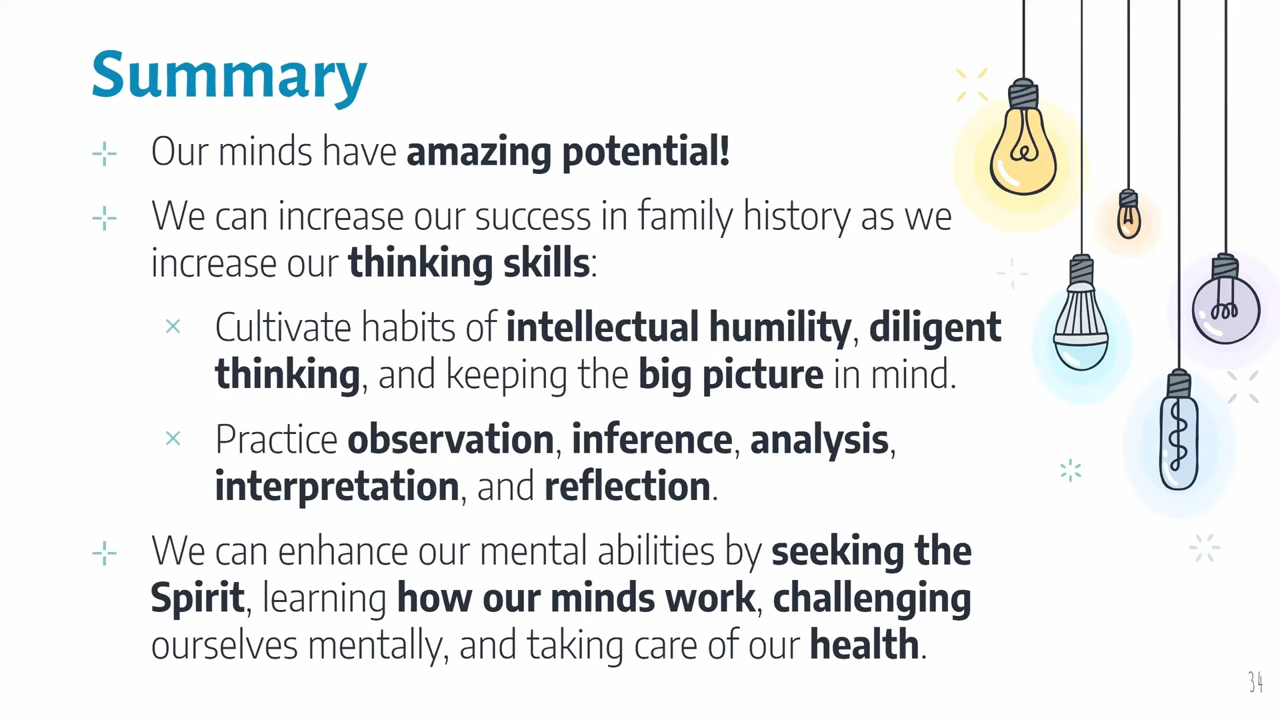 Summary
Our minds have amazing potential!
We can increase our success in family history as we
increase our thinking skills:
Cultivate habits of intellectual humility, diligent
thinking, and keeping the big picture in mind.
Practice observation, inference, analysis,
interpretation, and reflection.
We can enhance our mental abilities by seeking the
Spirit, learning how our minds work, challenging
ourselves mentally, and taking care of our health.
34